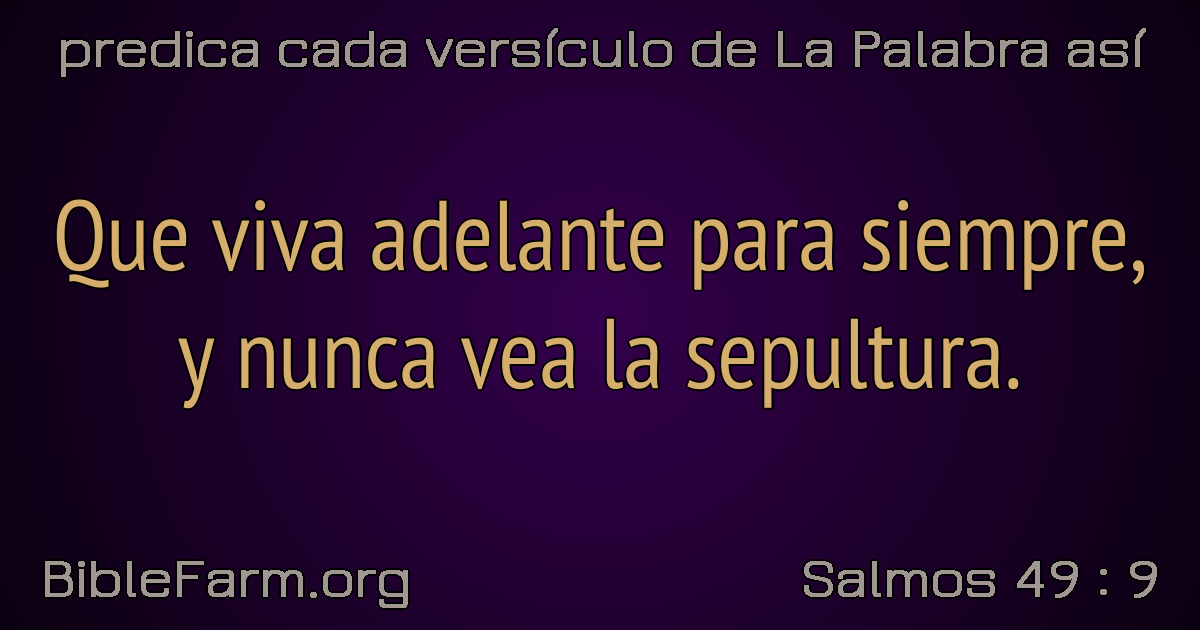 predica cada versículo de La Palabra así
Que viva adelante para siempre,
y nunca vea la sepultura.
BibleFarm.org
Salmos 49 : 9